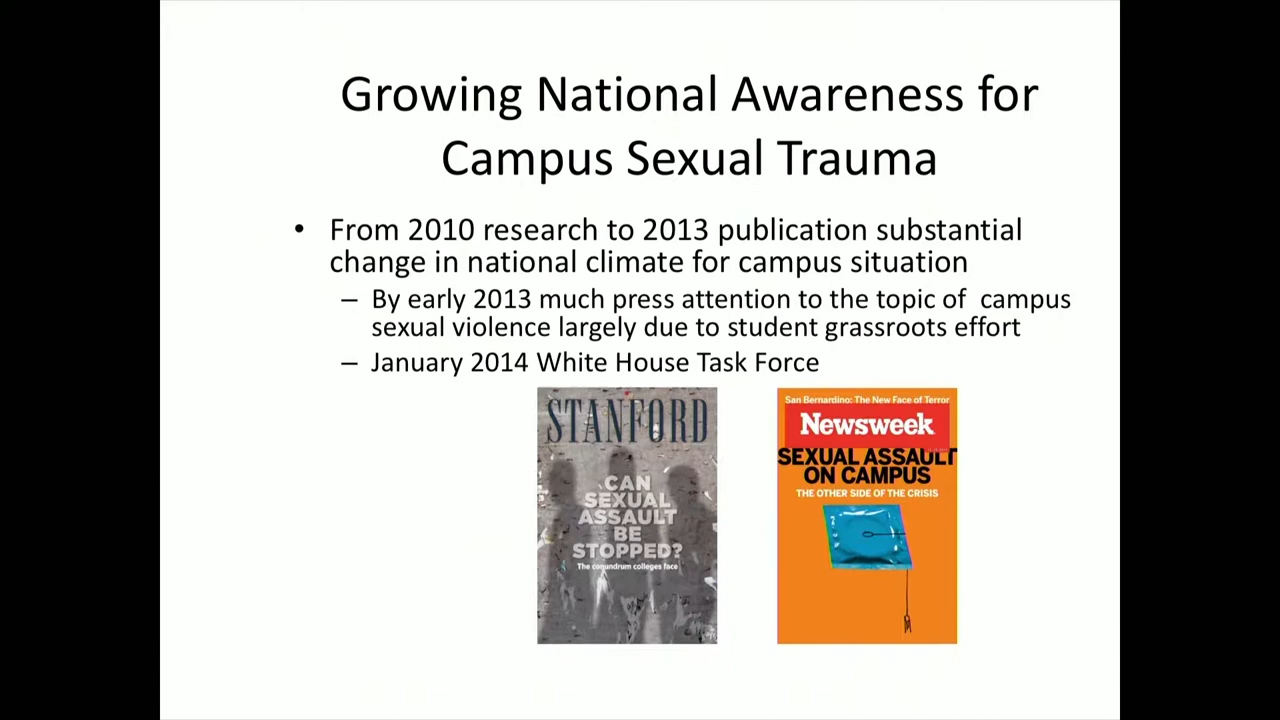 Growing National Awareness for
Campus Sexual Trauma
• From 2010 research to 2013 publication substantial
change in national climate for campus situation
– By early 2013 much press attention to the topic of campus
sexual violence largely due to student grassroots effort
– January 2014 White House Task Force
STANFORD
CAN
SEXUAL
ASSAULT
BE
STOPPED?
The conundrum colleges face
San Bernardino: The New Face of Terror
Newsweek
SEXUAL ASSAULT
ON CAMPUS
THE OTHER SIDE OF THE CRISIS